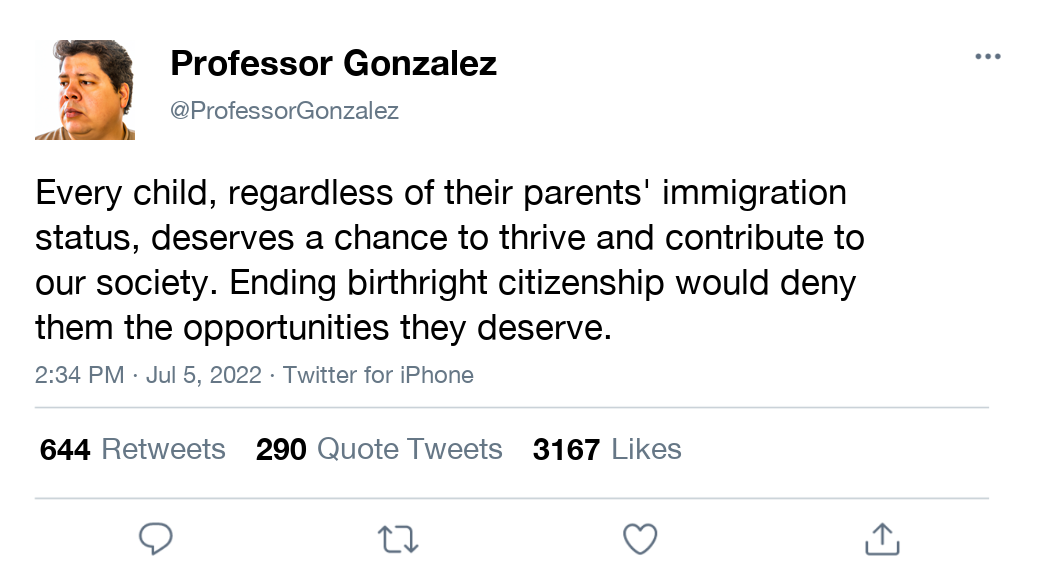 Professor Gonzalez
@ProfessorGonzalez
Every child, regardless of their parents' immigration
status, deserves a chance to thrive and contribute to
our society. Ending birthright citizenship would deny
them the opportunities they deserve.
2:34 PM · Jul 5, 2022 · Twitter for iPhone
644 Retweets 290 Quote Tweets 3167 Likes